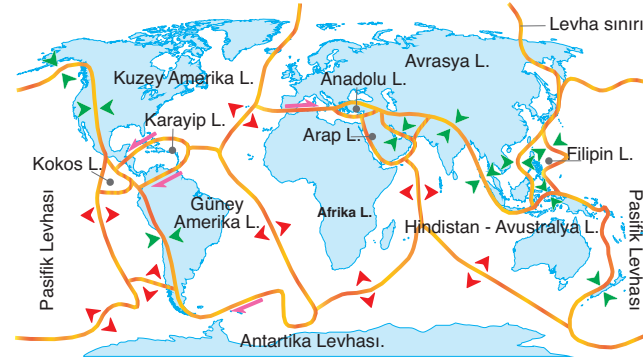 Levha sınırı
Kuzey Amerika L.
Avrasya L.
Anadolu L.
Karayip L.
Arap L.
Kokos L.
Filipin L.
Güney
Amerika L.
Afrika L.
Hindistan - Avustralya L.
Pasifik Levhası
Pasifik Levhası
Antartika Levhası.